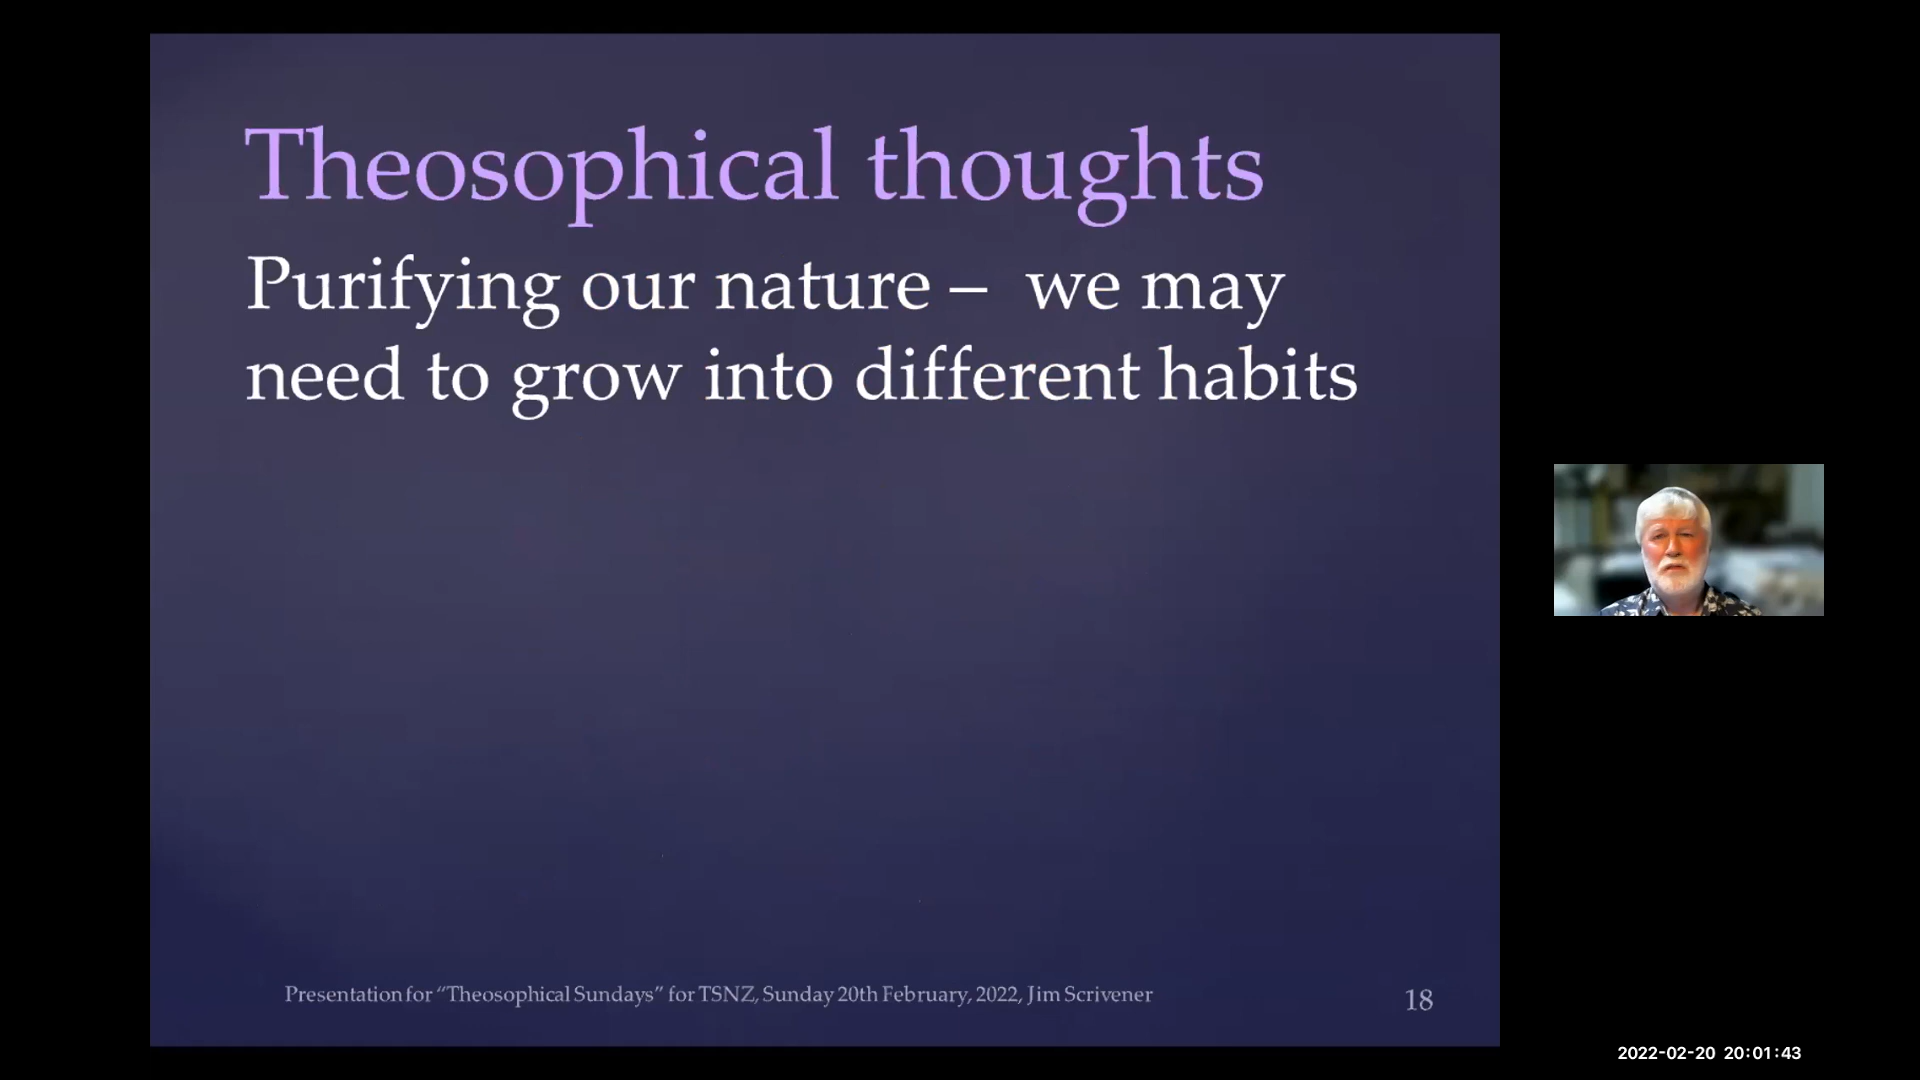 Theosophical thoughts
Purifying our nature –  we may
need to grow into different habits
Presentation for “Theosophical Sundays” for TSNZ, Sunday 20th February, 2022, Jim Scrivener
18
2022-02-20 20:01:43